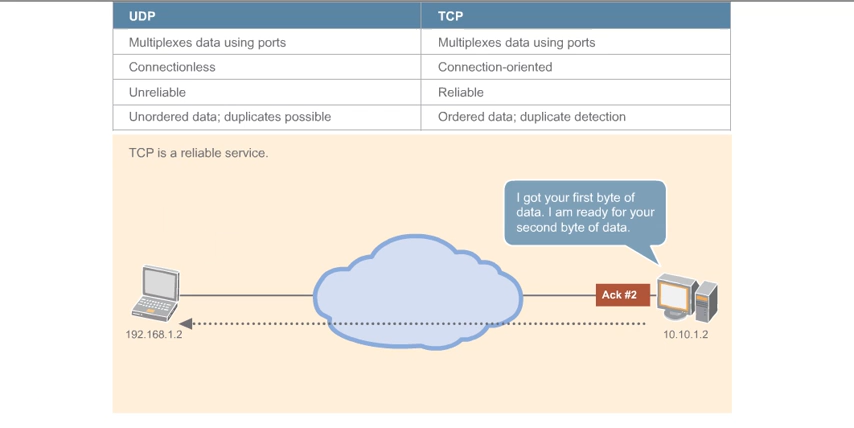 UDP TCP
Multiplexes data using ports Multiplexes data using ports
Connectionless Connection-oriented
Unreliable Reliable
Unordered data; duplicates possible Ordered data; duplicate detection
TCP is a reliable service.
I got your first byte of
data. I am ready for your
second byte of data.
Ack #2
192.168.1.2 10.10.1.2